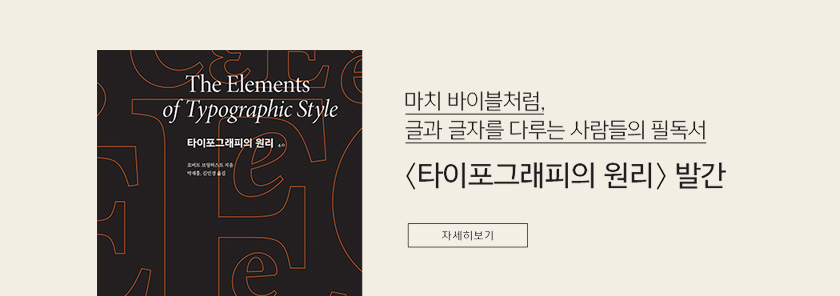 The Elements
of Typographic Style
타이포그래피의 원리 4.0
로버트 브링허스트 지음
박재홍, 김민경 옮김
마치 바이블처럼,
글과 글자를 다루는 사람들의 필독서
〈타이포그래피의 원리〉 발간
자세히보기